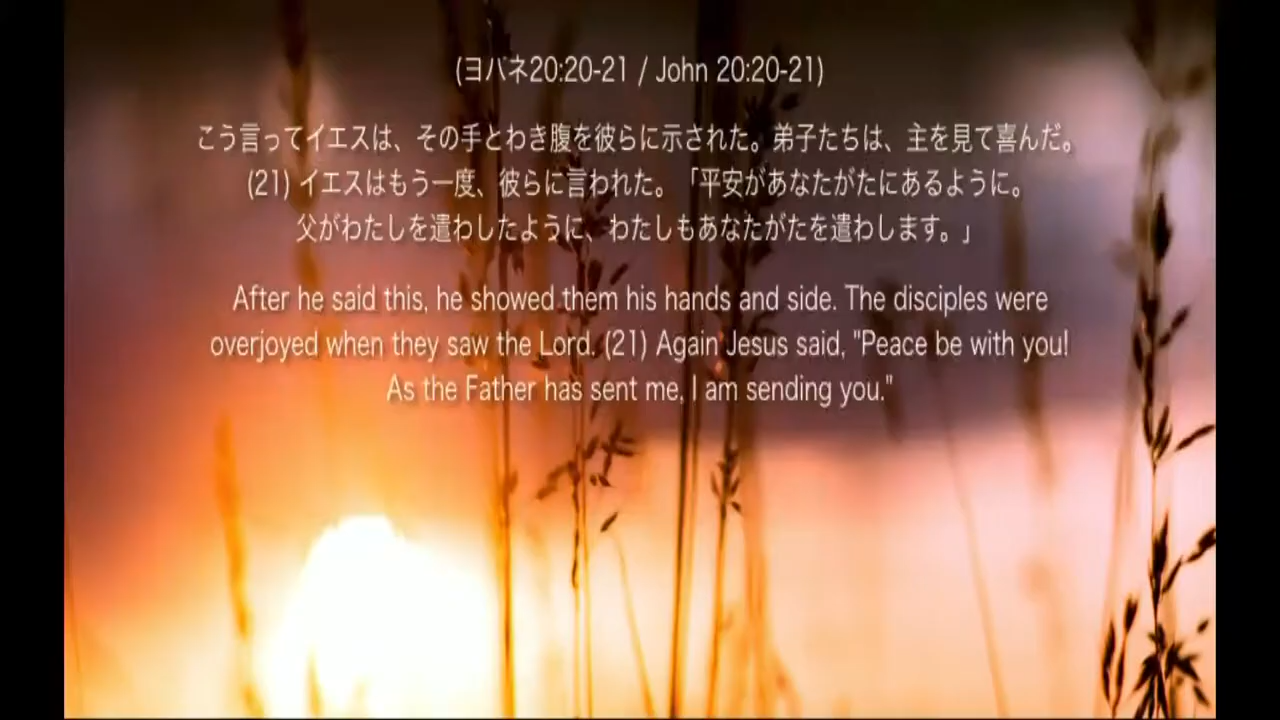 (ヨハネ20:20-21 / John 20:20-21)
こう言ってイエスは、その手とわき腹を彼らに示された。弟子たちは、主を見て喜んだ。
(21) イエスはもう一度、彼らに言われた。「平安があなたがたにあるように。
父がわたしを遣わしたように、わたしもあなたがたを遣わします。」
After he said this, he showed them his hands and side. The disciples were
overjoyed when they saw the Lord. (21) Again Jesus said, "Peace be with you!
As the Father has sent me, I am sending you."